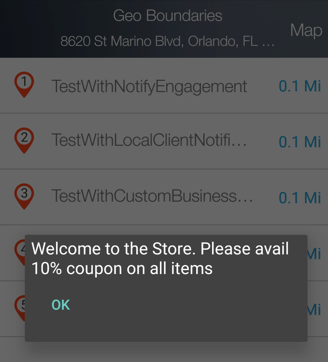 Geo Boundaries
8620 St Marino Blvd, Orlando, FL ...
Map
1 TestWithNotifyEngagement 0.1 Mi
2 TestWithLocalClientNotifi... 0.1 Mi
3 TestWithCustomBusiness... 0.1 Mi
4 Mi
Welcome to the Store. Please avail
10% coupon on all items
5 Mi
OK